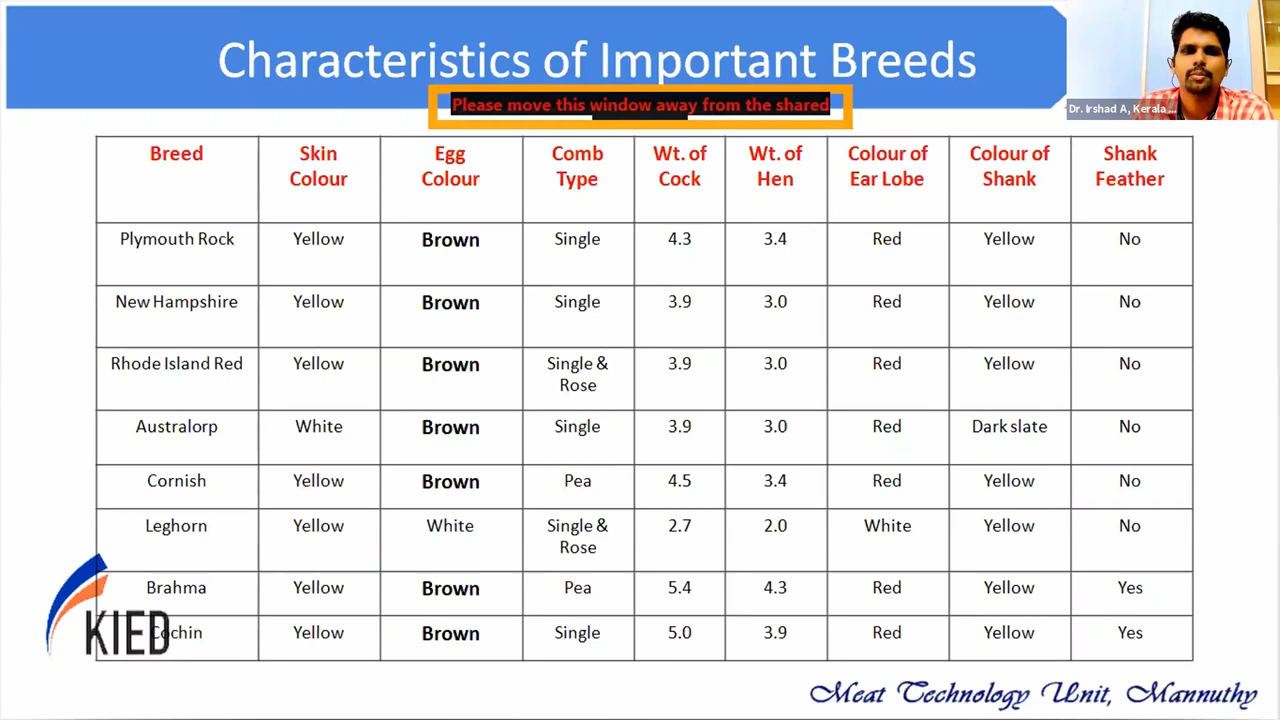 Characteristics of Important Breeds
Please move this window away from the shared
Dr. Irshad A, Kerala ...
Breed Skin Colour Egg Colour Comb Type Wt. of Cock Wt. of Hen Colour of Ear Lobe Colour of Shank Shank Feather
Plymouth Rock Yellow Brown Single 4.3 3.4 Red Yellow No
New Hampshire Yellow Brown Single 3.9 3.0 Red Yellow No
Rhode Island Red Yellow Brown Single & Rose 3.9 3.0 Red Yellow No
Australorp White Brown Single 3.9 3.0 Red Dark slate No
Cornish Yellow Brown Pea 4.5 3.4 Red Yellow No
Leghorn Yellow White Single & Rose 2.7 2.0 White Yellow No
Brahma Yellow Brown Pea 5.4 4.3 Red Yellow Yes
Cochin Yellow Brown Single 5.0 3.9 Red Yellow Yes
KIED
Meat Technology Unit, Mannuthy